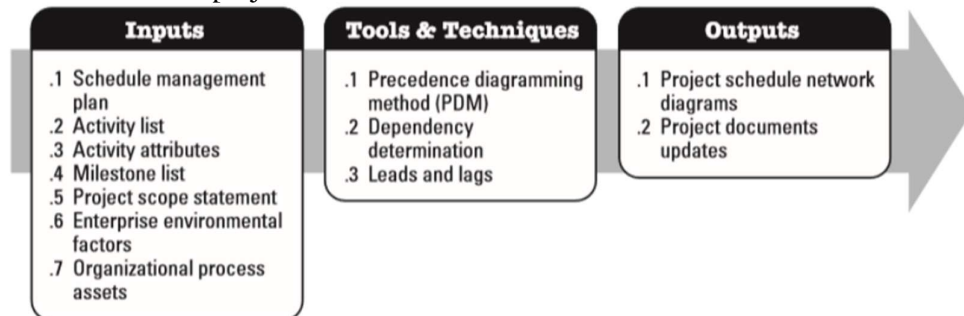 Inputs
.1 Schedule management
plan
.2 Activity list
.3 Activity attributes
.4 Milestone list
.5 Project scope statement
.6 Enterprise environmental
factors
.7 Organizational process
assets
Tools & Techniques
.1 Precedence diagramming
method (PDM)
.2 Dependency
determination
.3 Leads and lags
Outputs
.1 Project schedule network
diagrams
.2 Project documents
updates